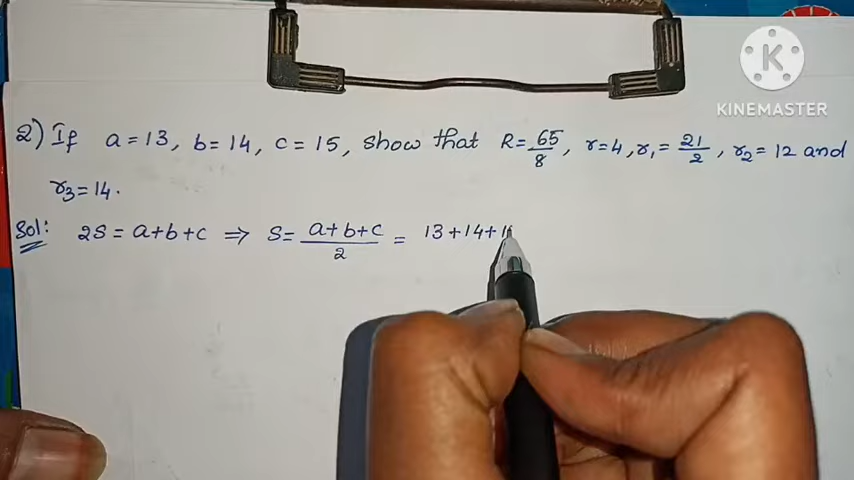 KINEMASTER
2) If a=13, b=14, c=15, show that R=65/8, r=4, r₁=21/2, r₂=12 and
r₃=14.
Sol: 2S=a+b+c ⇒ S=a+b+c/2 = 13+14+1